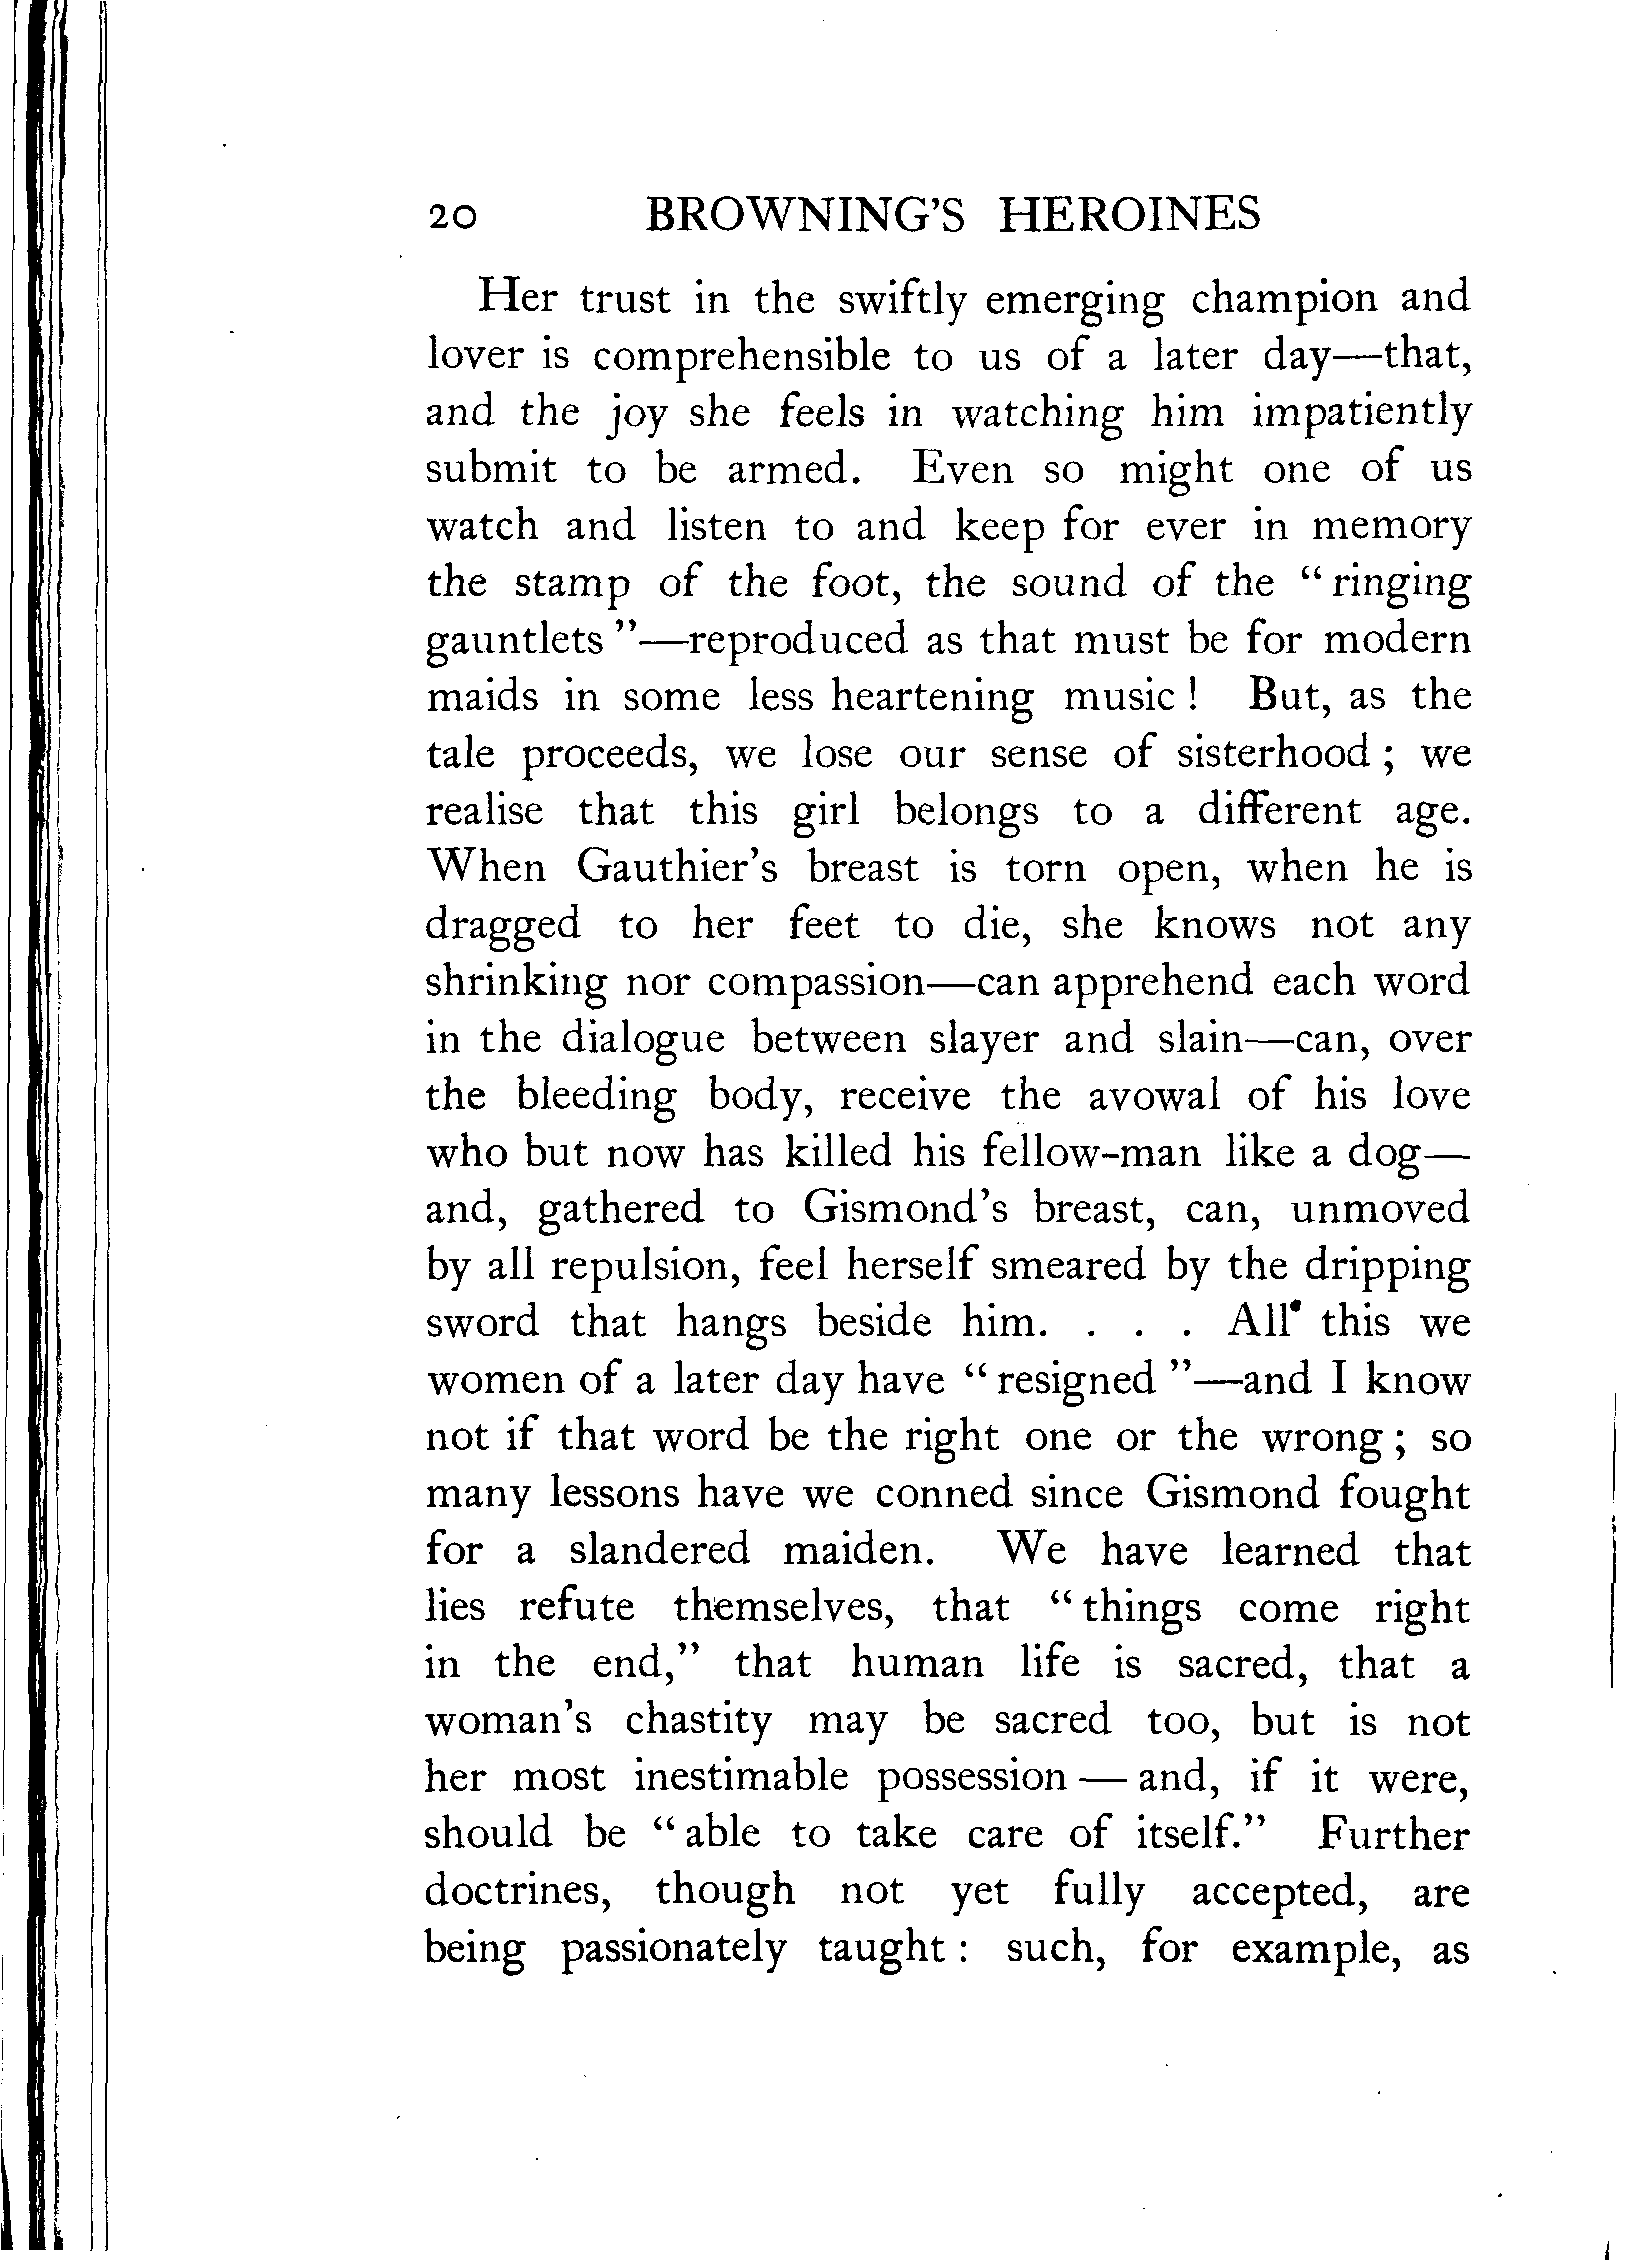 20 BROWNING'S HEROINES
Her trust in the swiftly emerging champion and
lover is comprehensible to us of a later day—that,
and the joy she feels in watching him impatiently
submit to be armed. Even so might one of us
watch and listen to and keep for ever in memory
the stamp of the foot, the sound of the "ringing
gauntlets"—reproduced as that must be for modern
maids in some less heartening music! But, as the
tale proceeds, we lose our sense of sisterhood; we
realise that this girl belongs to a different age.
When Gauthier's breast is torn open, when he is
dragged to her feet to die, she knows not any
shrinking nor compassion—can apprehend each word
in the dialogue between slayer and slain—can, over
the bleeding body, receive the avowal of his love
who but now has killed his fellow-man like a dog—
and, gathered to Gismond's breast, can, unmoved
by all repulsion, feel herself smeared by the dripping
sword that hangs beside him. . . . All this we
women of a later day have "resigned"—and I know
not if that word be the right one or the wrong; so
many lessons have we conned since Gismond fought
for a slandered maiden. We have learned that
lies refute themselves, that "things come right
in the end," that human life is sacred, that a
woman's chastity may be sacred too, but is not
her most inestimable possession — and, if it were,
should be "able to take care of itself." Further
doctrines, though not yet fully accepted, are
being passionately taught: such, for example, as